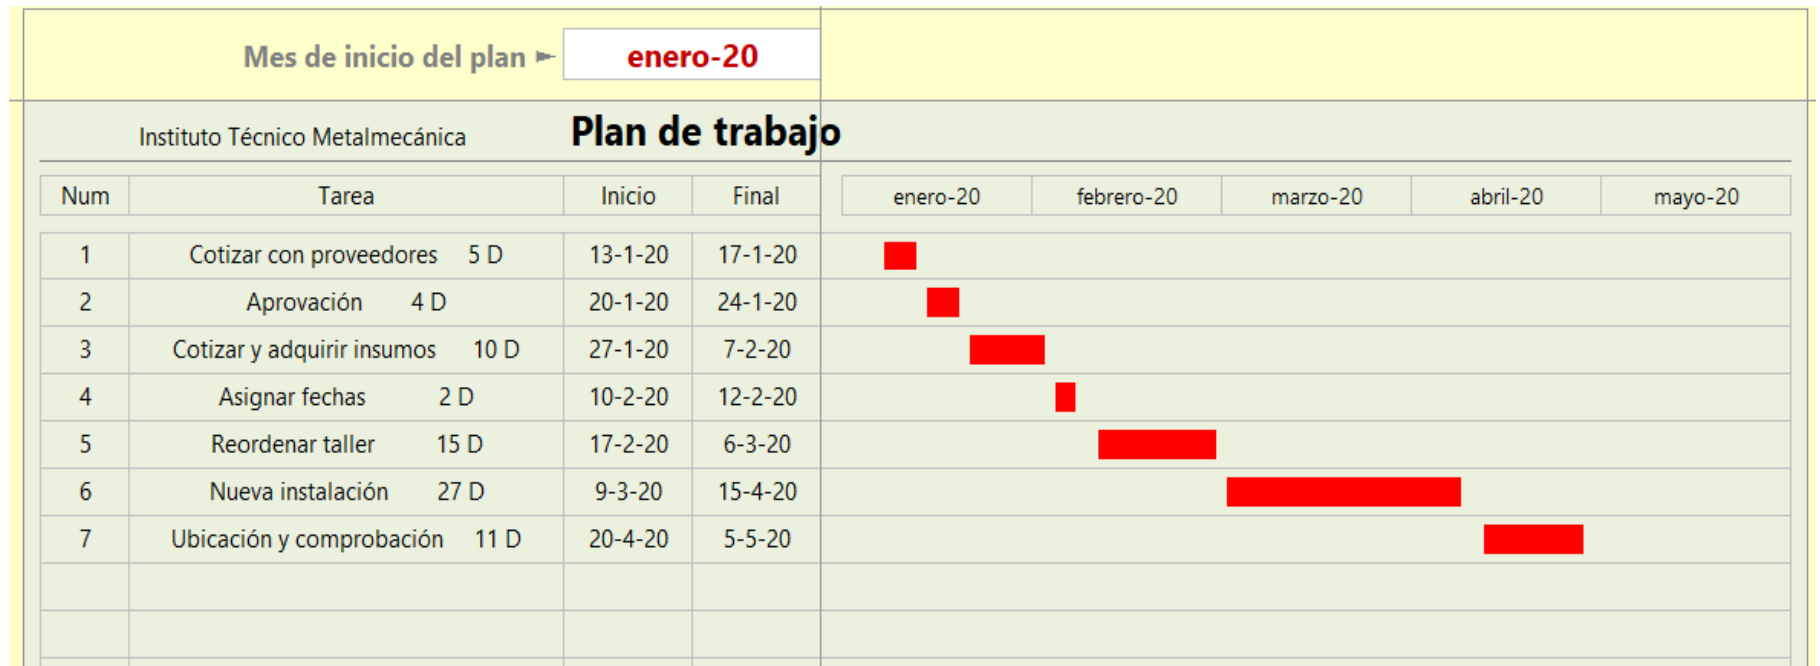 Mes de inicio del plan ► enero-20
Instituto Técnico Metalmecánica Plan de trabajo
Num Tarea Inicio Final enero-20 febrero-20 marzo-20 abril-20 mayo-20
1 Cotizar con proveedores 5 D 13-1-20 17-1-20
2 Aprovación 4 D 20-1-20 24-1-20
3 Cotizar y adquirir insumos 10 D 27-1-20 7-2-20
4 Asignar fechas 2 D 10-2-20 12-2-20
5 Reordenar taller 15 D 17-2-20 6-3-20
6 Nueva instalación 27 D 9-3-20 15-4-20
7 Ubicación y comprobación 11 D 20-4-20 5-5-20